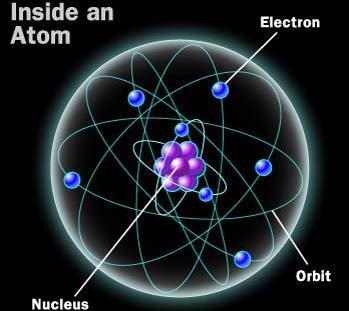 Inside an
Atom
Electron
Orbit
Nucleus